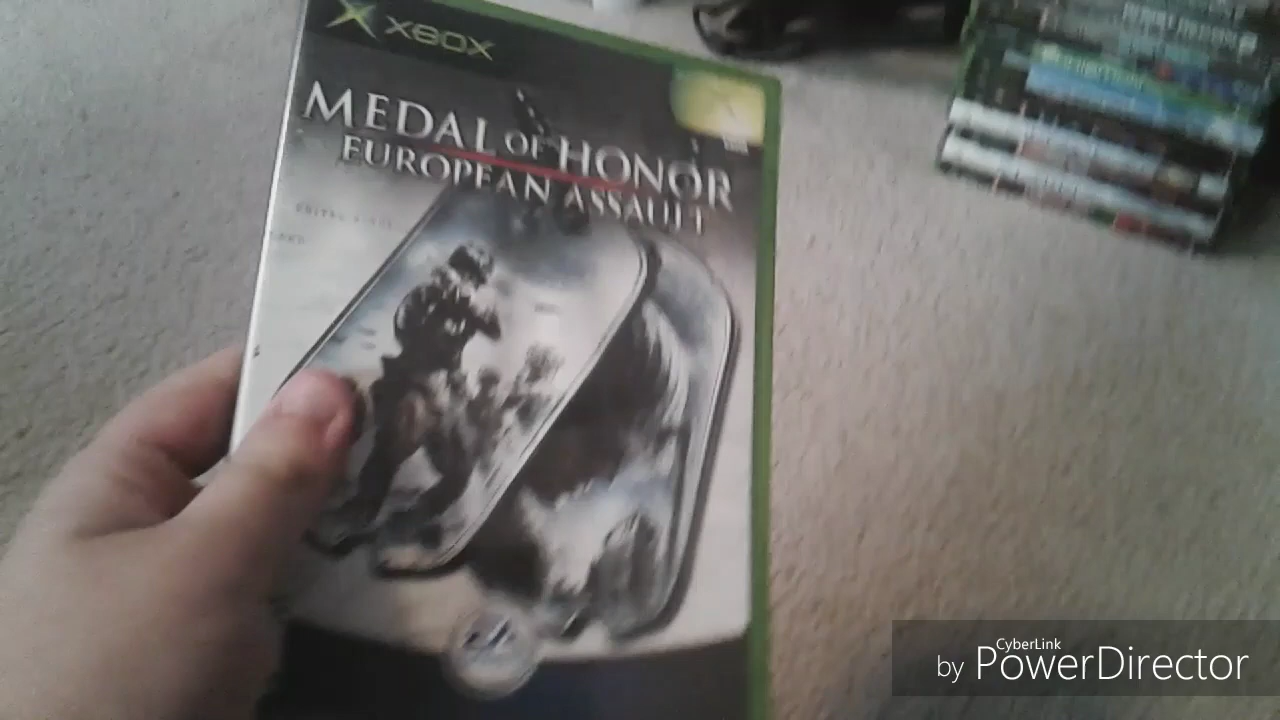 XBOX
MEDAL OF HONOR
EUROPEAN ASSAULT
CyberLink
by PowerDirector